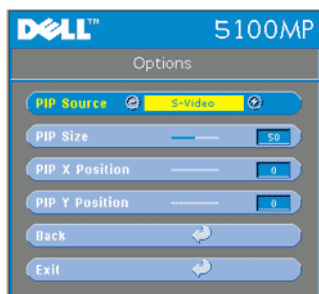 DELL™ 5100MP
Options
PIP Source S-Video
PIP Size 50
PIP X Position 0
PIP Y Position 0
Back
Exit